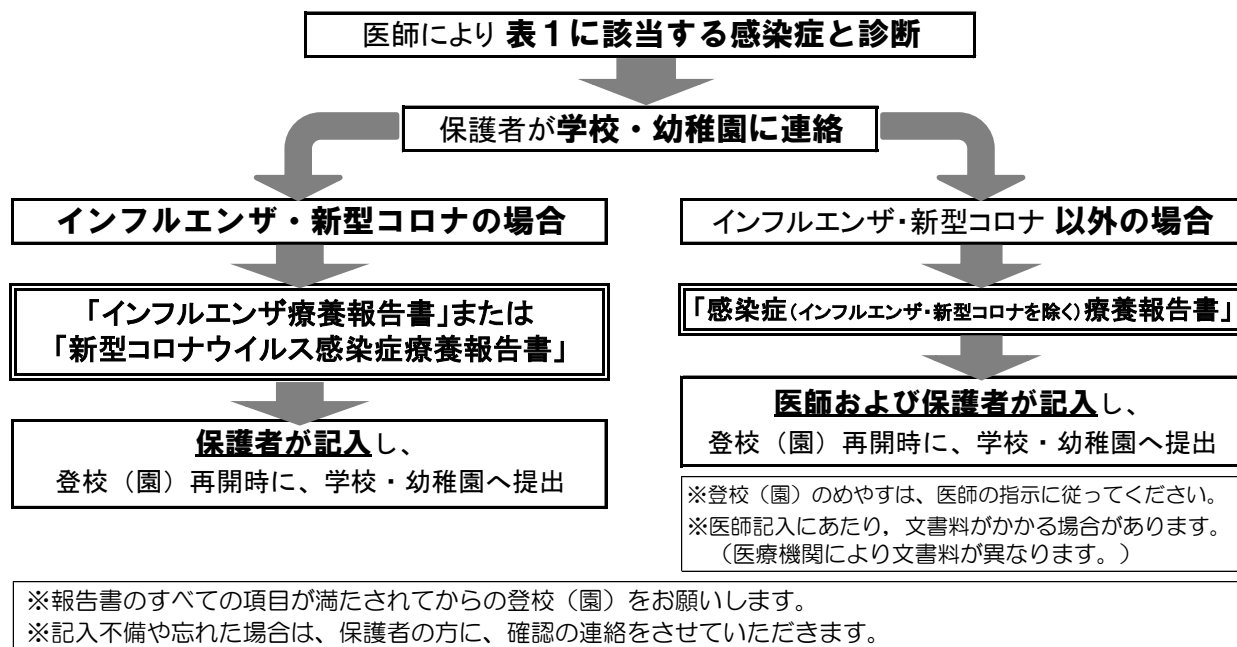 医師により 表1に該当する感染症と診断
保護者が学校・幼稚園に連絡
インフルエンザ・新型コロナの場合
「インフルエンザ療養報告書」または
「新型コロナウイルス感染症療養報告書」
保護者が記入し、
登校（園）再開時に、学校・幼稚園へ提出
インフルエンザ・新型コロナ 以外の場合
「感染症（インフルエンザ・新型コロナを除く）療養報告書」
医師および保護者が記入し、
登校（園）再開時に、学校・幼稚園へ提出
※登校（園）のめやすは、医師の指示に従ってください。
※医師記入にあたり，文書料がかかる場合があります。
（医療機関により文書料が異なります。）
※報告書のすべての項目が満たされてからの登校（園）をお願いします。
※記入不備や忘れた場合は、保護者の方に、確認の連絡をさせていただきます。